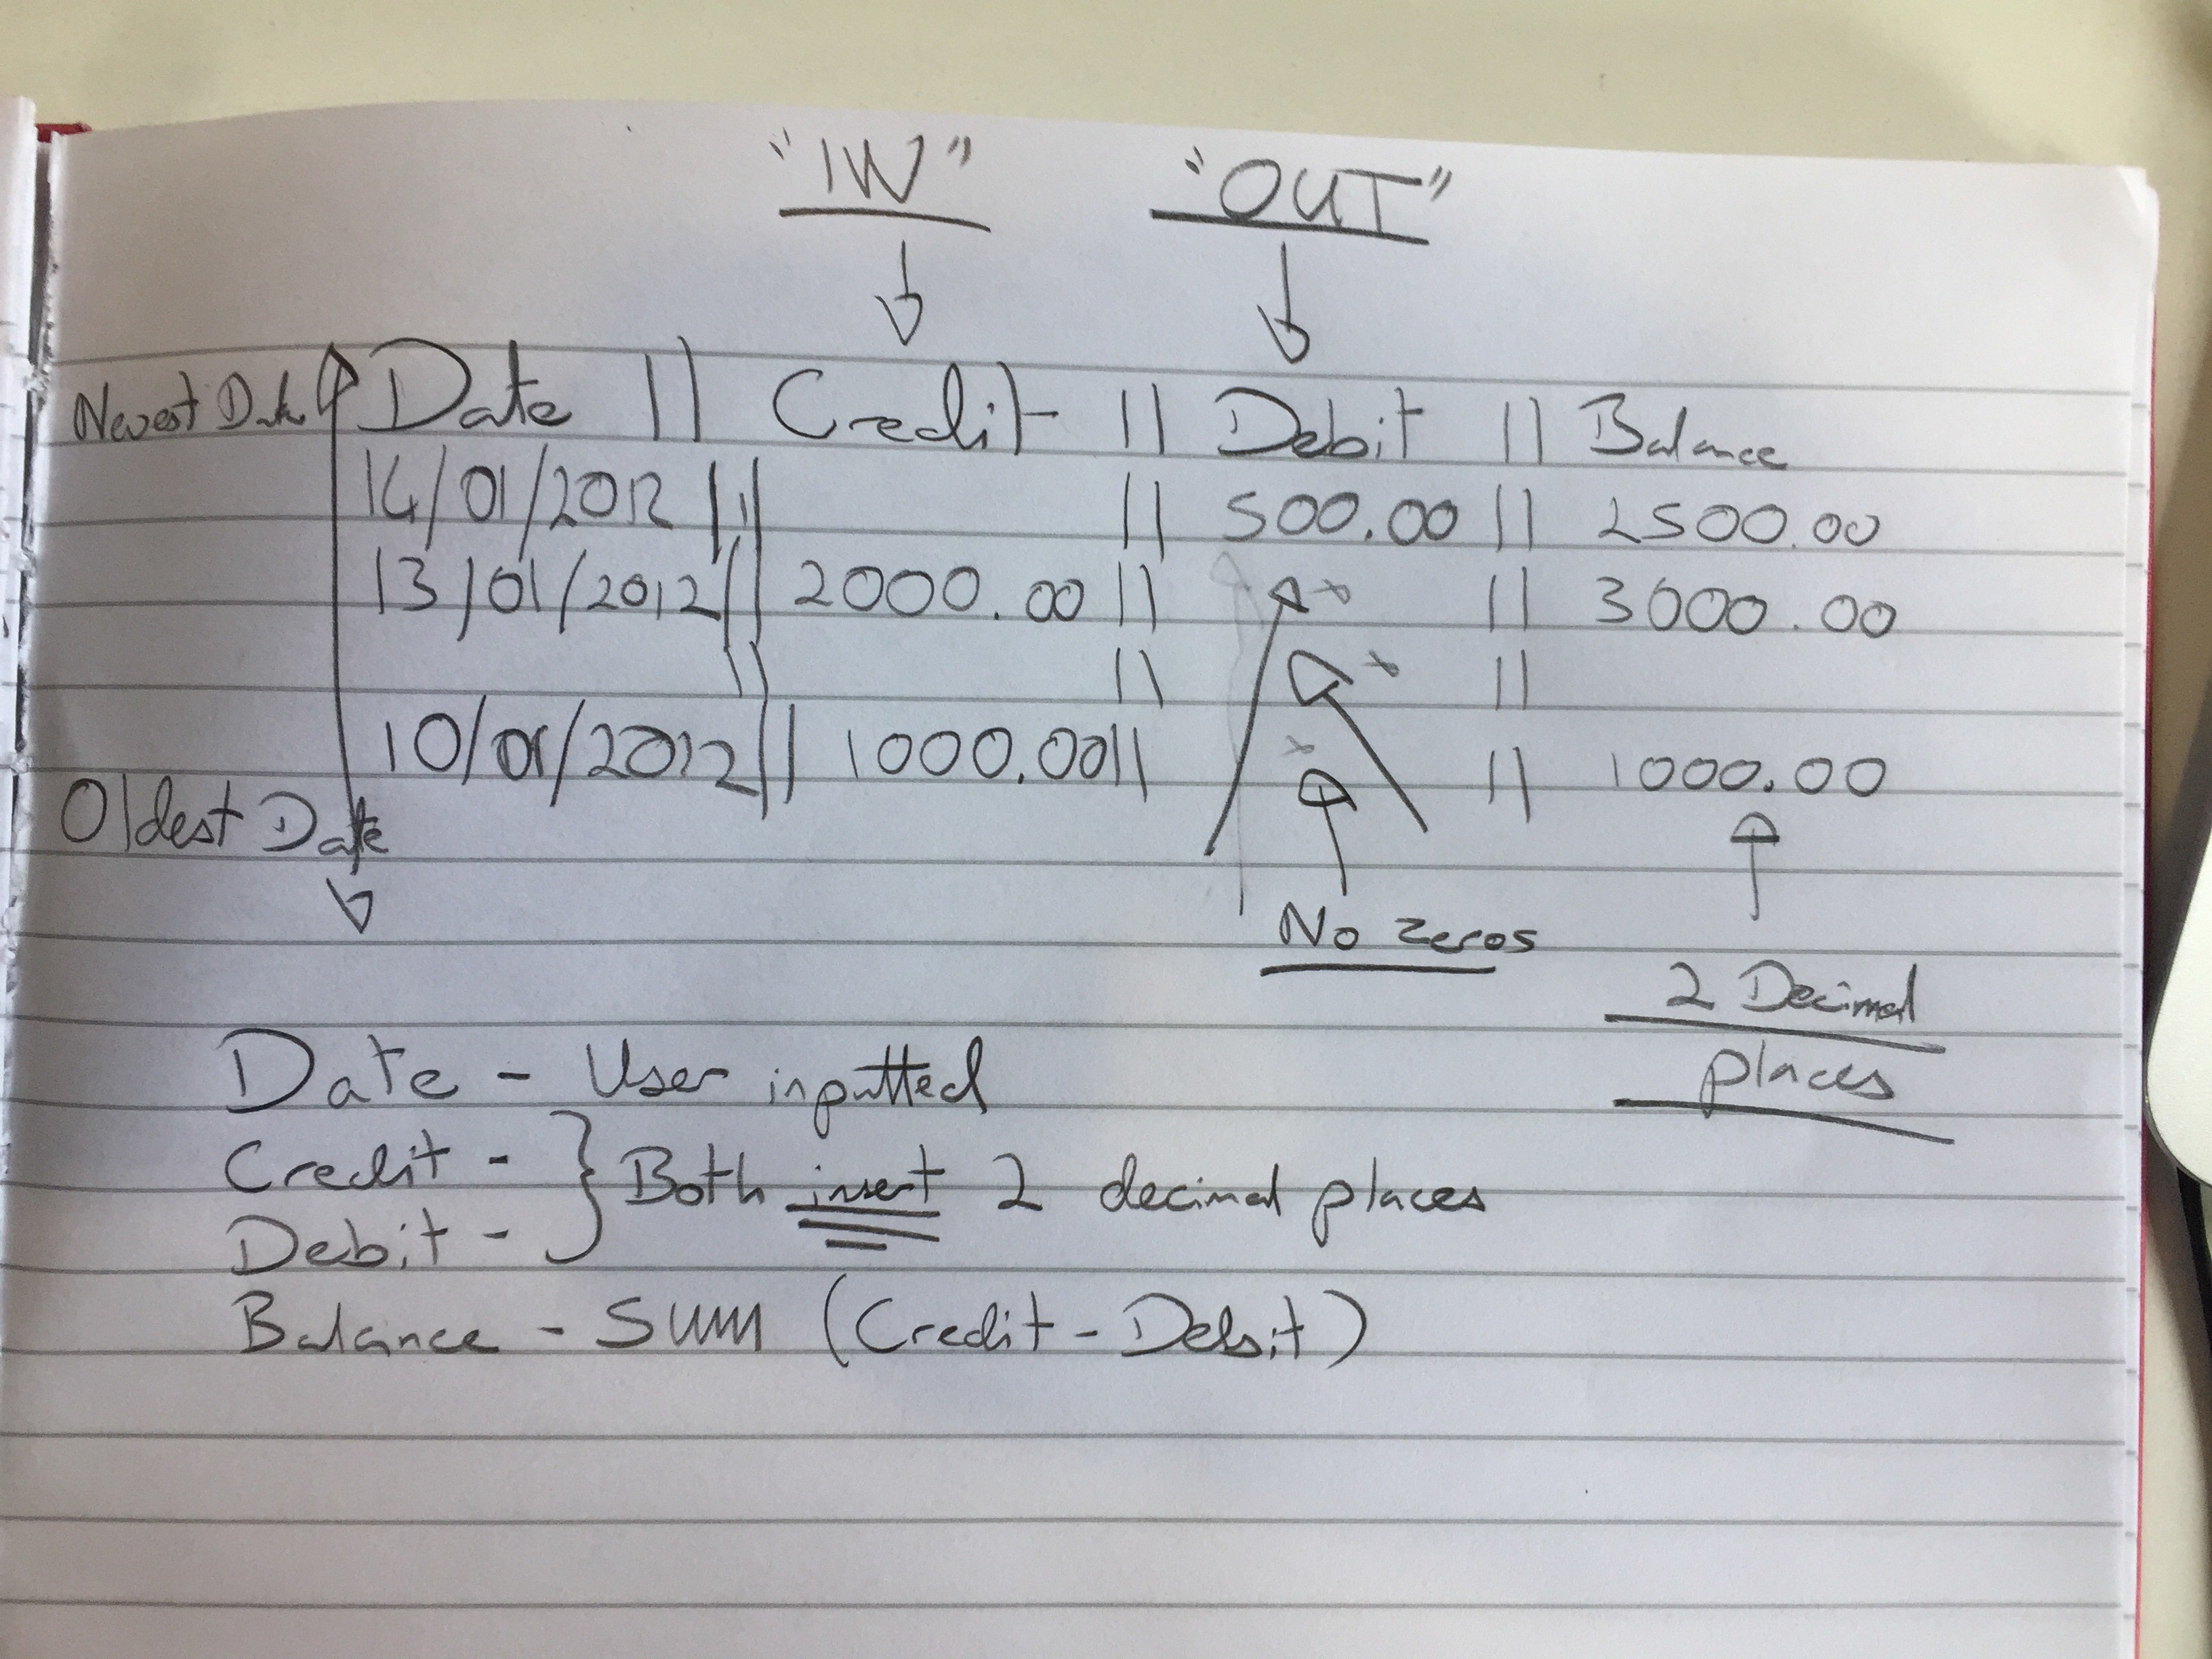 "IN" "OUT"
Newest Date Date || Credit || Debit || Balance
14/01/2012 || || 500.00 || 2500.00
13/01/2012 || 2000.00 || || 3000.00
|| || ||
10/01/2012 || 1000.00 || || 1000.00
Oldest Date
No zeros
2 Decimal
places
Date - User inputted
Credit - } Both insert 2 decimal places
Debit -
Balance - SUM (Credit - Debit)